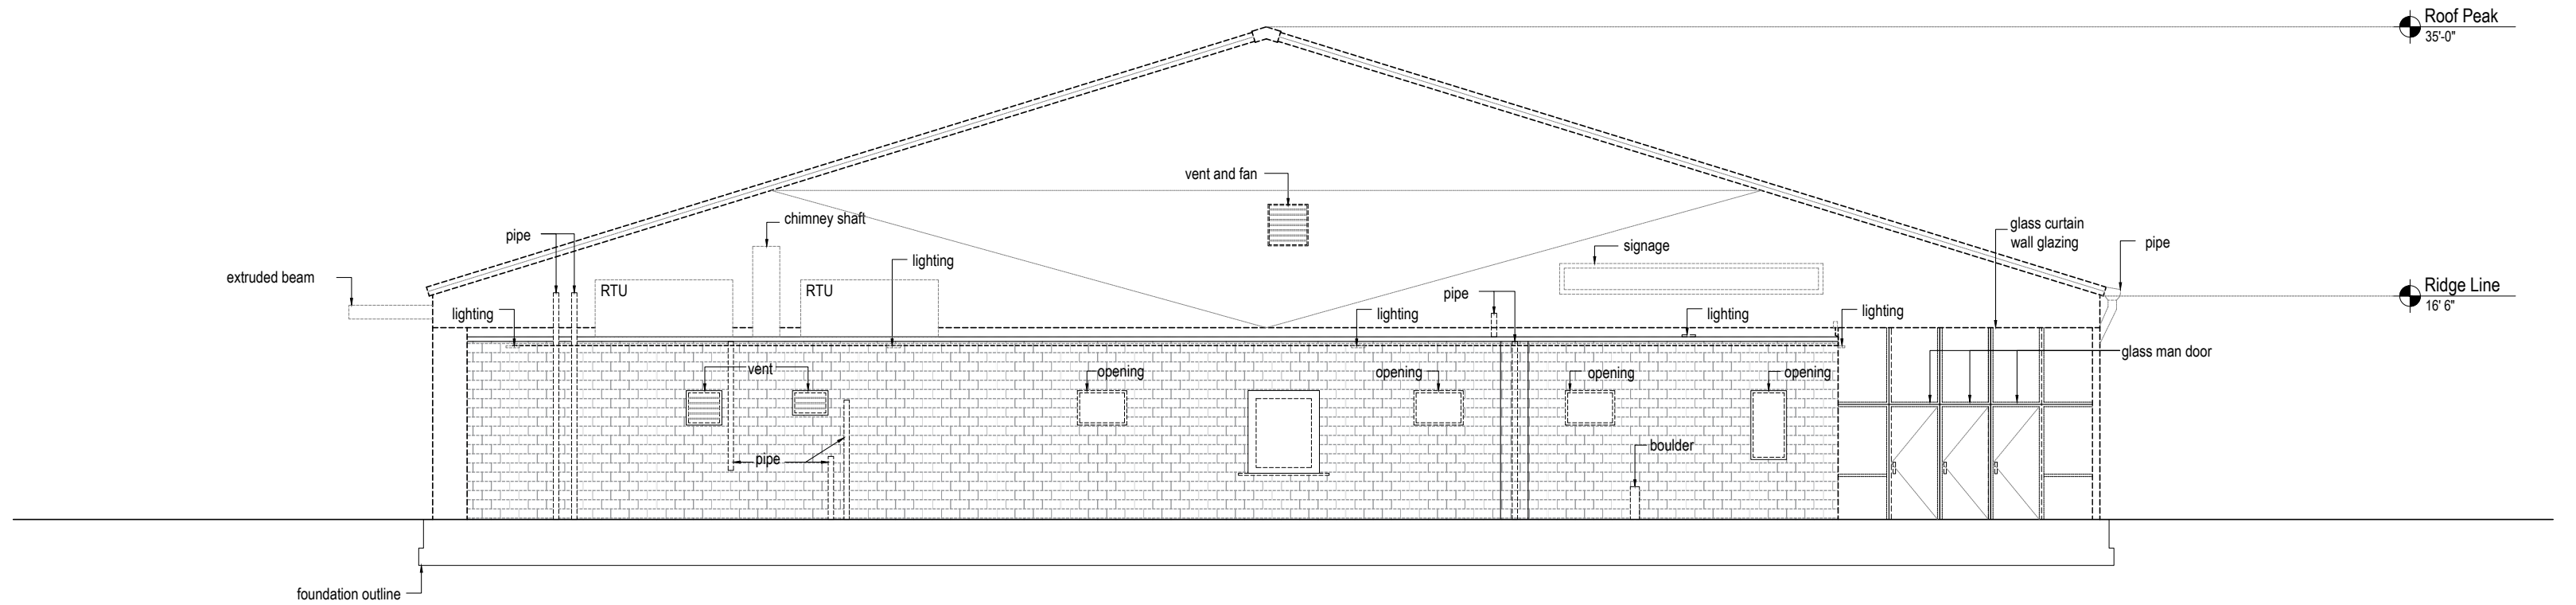 Roof Peak
35'-0"
vent and fan
chimney shaft
glass curtain
wall glazing
pipe
pipe
signage
lighting
extruded beam
RTU
RTU
Ridge Line
16' 6"
pipe
lighting
lighting
lighting
lighting
glass man door
vent
opening
opening
opening
opening
boulder
pipe
foundation outline